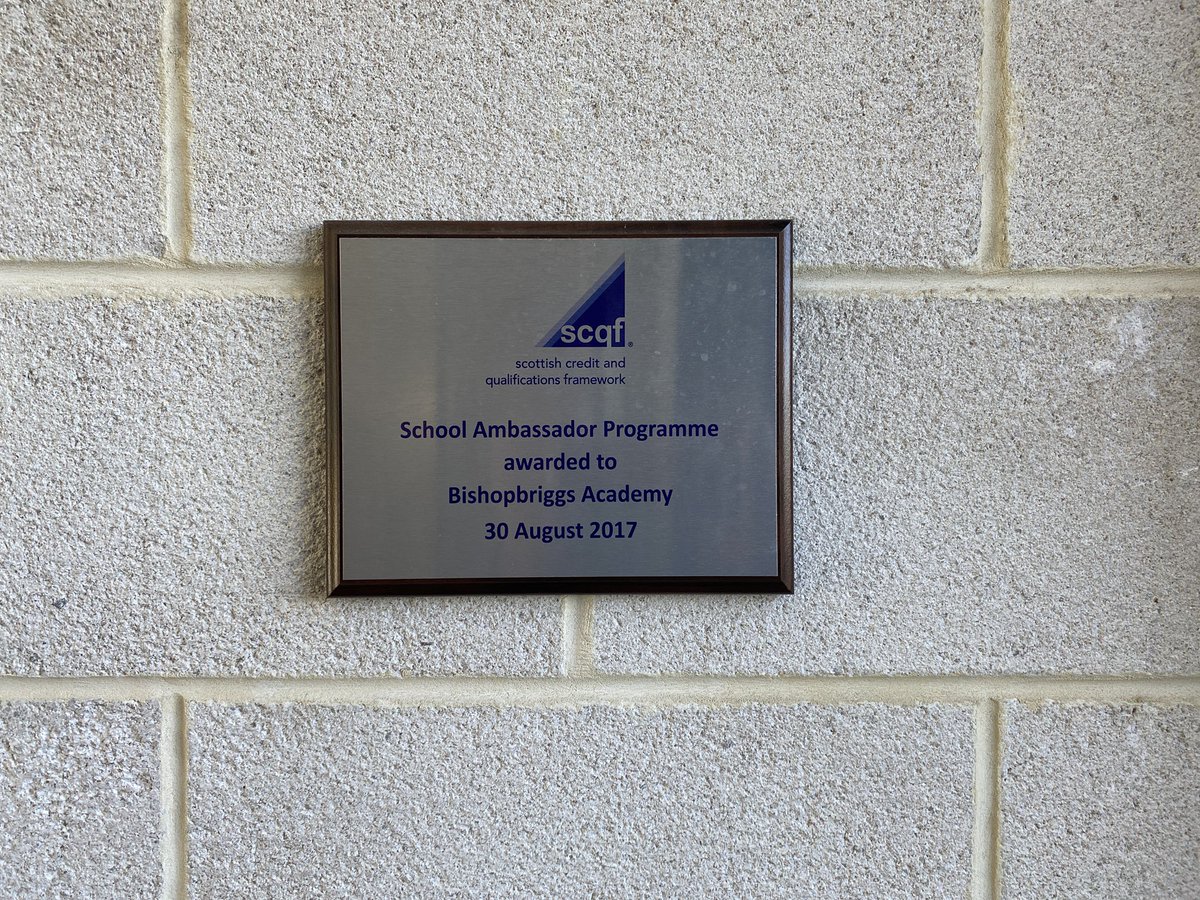 scqf®
scottish credit and
qualifications framework
School Ambassador Programme
awarded to
Bishopbriggs Academy
30 August 2017